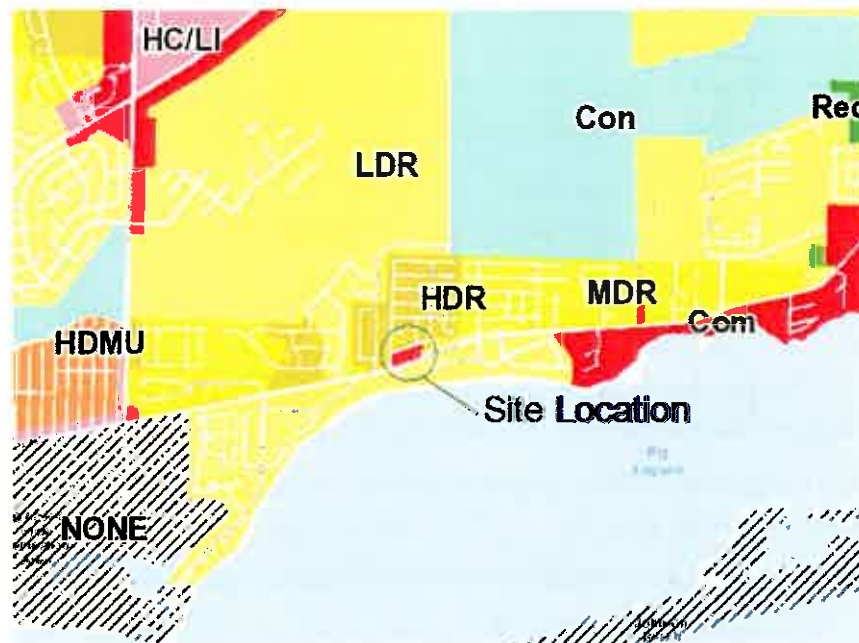 HC/LI
Con
Rec
LDR
HDR
MDR
Com
HDMU
Site Location
NONE